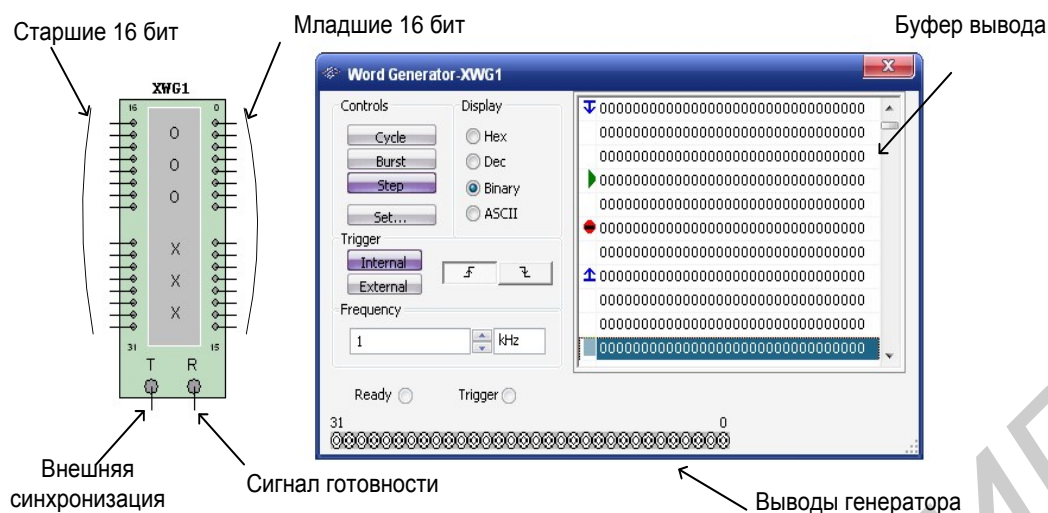 Старшие 16 бит
Младшие 16 бит
Буфер вывода
XWG1
16 0
O
O
O
X
X
X
31 15
T R
Внешняя
синхронизация
Сигнал готовности
Word Generator-XWG1
Controls
Cycle
Burst
Step
Set...
Display
Hex
Dec
Binary
ASCII
Trigger
Internal
External
Frequency
1 kHz
Ready Trigger
31 0
00000000000000000000000000000000
00000000000000000000000000000000
00000000000000000000000000000000
00000000000000000000000000000000
00000000000000000000000000000000
00000000000000000000000000000000
00000000000000000000000000000000
00000000000000000000000000000000
00000000000000000000000000000000
00000000000000000000000000000000
00000000000000000000000000000000
Выводы генератора